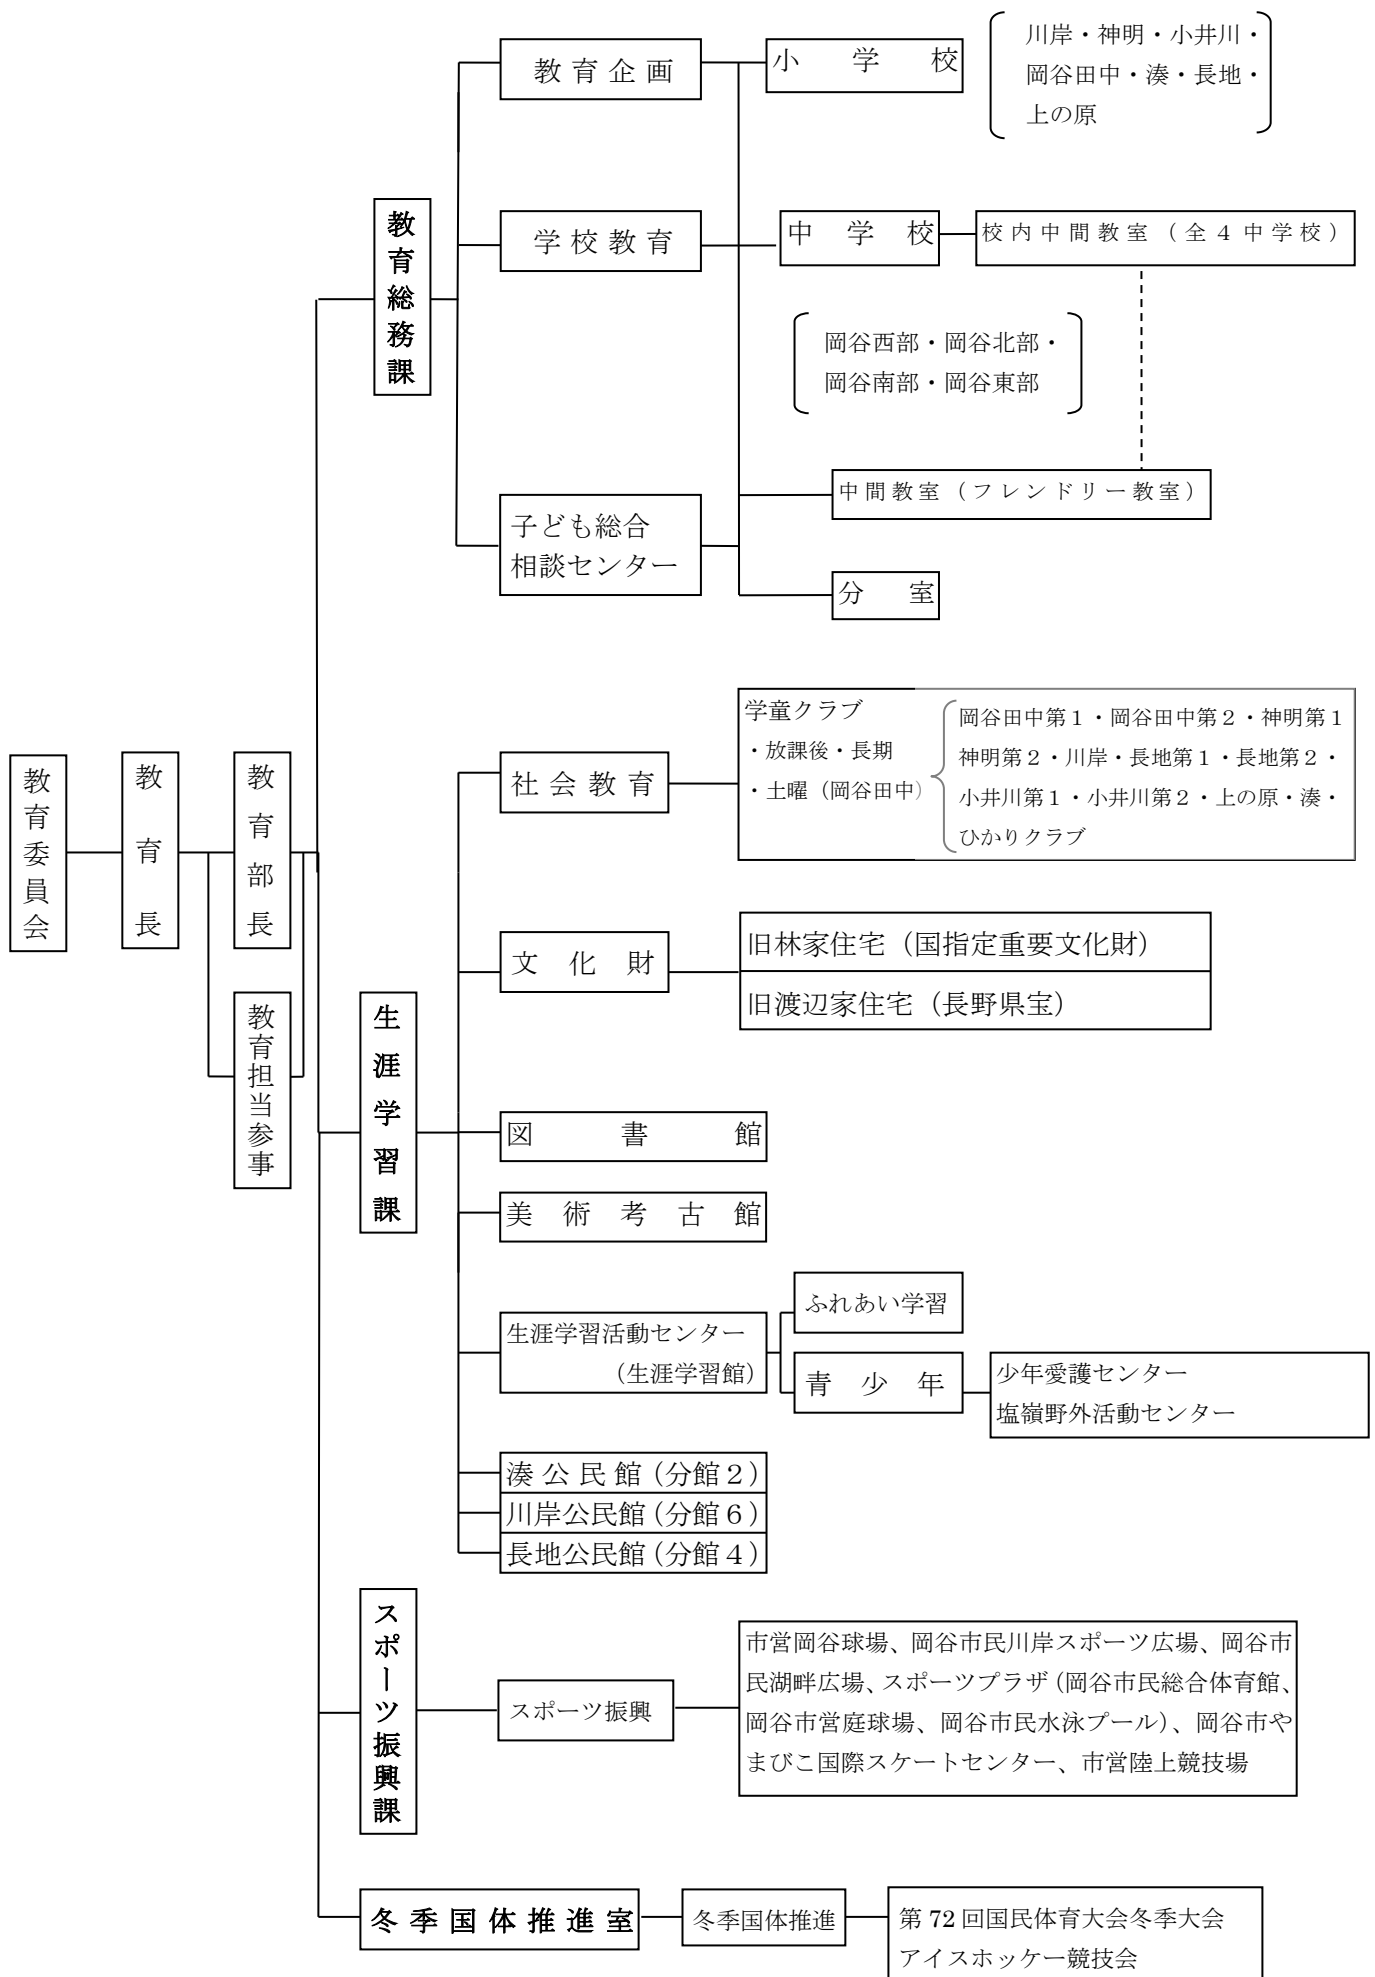 教育委員会
教育長
教育部長
教育担当参事
教育総務課
教育企画
学校教育
子ども総合
相談センター
小学校
川岸・神明・小井川・
岡谷田中・湊・長地・
上の原
中学校
校内中間教室（全４中学校）
岡谷西部・岡谷北部・
岡谷南部・岡谷東部
中間教室（フレンドリー教室）
分室
生涯学習課
社会教育
学童クラブ
・放課後・長期
・土曜（岡谷田中）
岡谷田中第１・岡谷田中第２・神明第１
神明第２・川岸・長地第１・長地第２・
小井川第１・小井川第２・上の原・湊・
ひかりクラブ
文化財
旧林家住宅（国指定重要文化財）
旧渡辺家住宅（長野県宝）
図書館
美術考古館
生涯学習活動センター
（生涯学習館）
ふれあい学習
青少年
少年愛護センター
塩嶺野外活動センター
湊公民館（分館２）
川岸公民館（分館６）
長地公民館（分館４）
スポーツ振興課
スポーツ振興
市営岡谷球場、岡谷市民川岸スポーツ広場、岡谷市
民湖畔広場、スポーツプラザ（岡谷市民総合体育館、
岡谷市営庭球場、岡谷市民水泳プール）、岡谷市や
まびこ国際スケートセンター、市営陸上競技場
冬季国体推進室
冬季国体推進
第 72 回国民体育大会冬季大会
アイスホッケー競技会